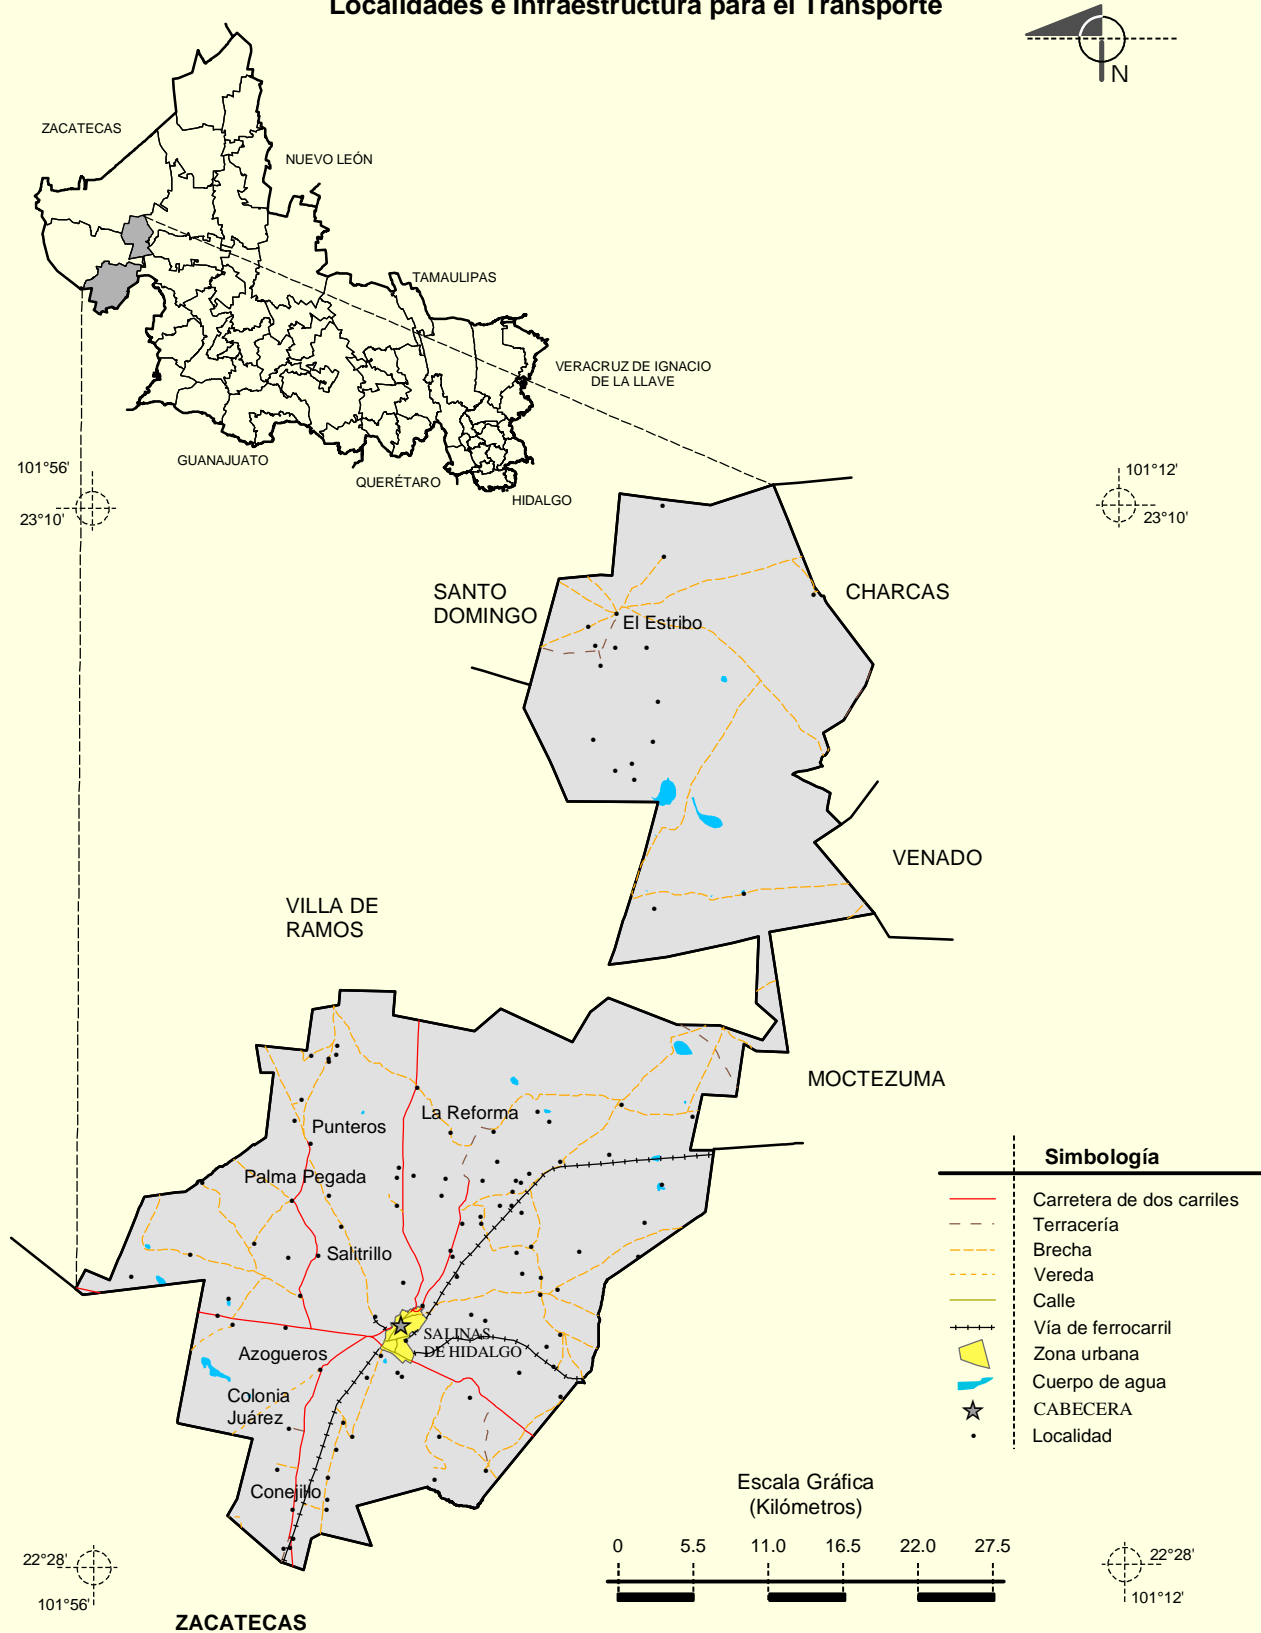 Localidades e Infraestructura para el Transporte
N
ZACATECAS
NUEVO LEÓN
TAMAULIPAS
VERACRUZ DE IGNACIO
DE LA LLAVE
GUANAJUATO
QUERÉTARO
HIDALGO
101°56'
23°10'
101°12'
23°10'
SANTO
DOMINGO
CHARCAS
El Estribo
VENADO
VILLA DE
RAMOS
MOCTEZUMA
La Reforma
Punteros
Palma Pegada
Salitrillo
SALINAS
DE HIDALGO
Azogueros
Colonia
Juárez
Conejillo
Simbología
Carretera de dos carriles
Terracería
Brecha
Vereda
Calle
Vía de ferrocarril
Zona urbana
Cuerpo de agua
CABECERA
Localidad
Escala Gráfica
(Kilómetros)
0 5.5 11.0 16.5 22.0 27.5
22°28'
101°56'
22°28'
101°12'
ZACATECAS